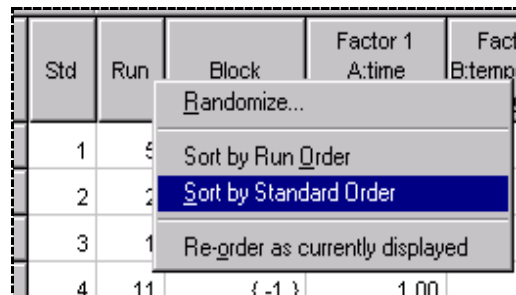 Factor 1 Fact
Std Run Block A:time B:temp
Randomize...
1 5 Sort by Run Order
2 2 Sort by Standard Order
3 1 Re-order as currently displayed
4 11 { -1 } 1.00